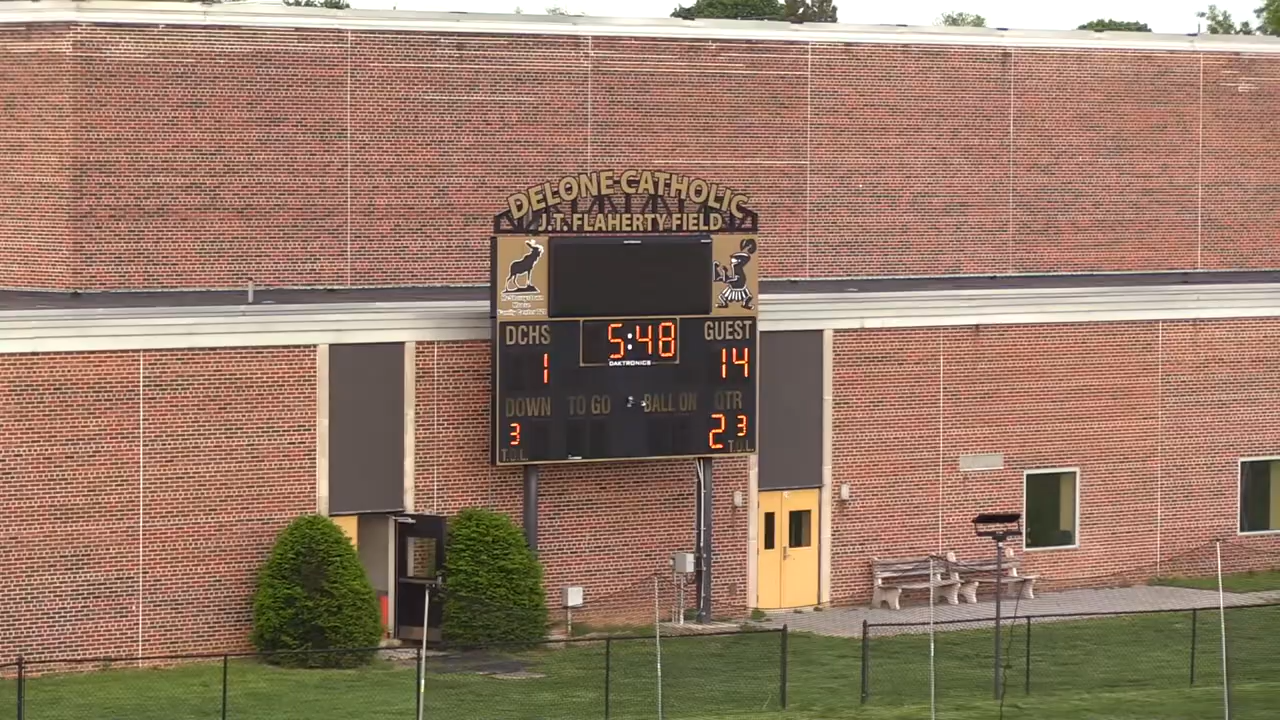 DELONE CATHOLIC
J.T. FLAHERTY FIELD
DCHS 5:48 GUEST
DAKTRONICS
1 14
DOWN TO GO BALL ON QTR
3 2 3
T.O.L. T.O.L.